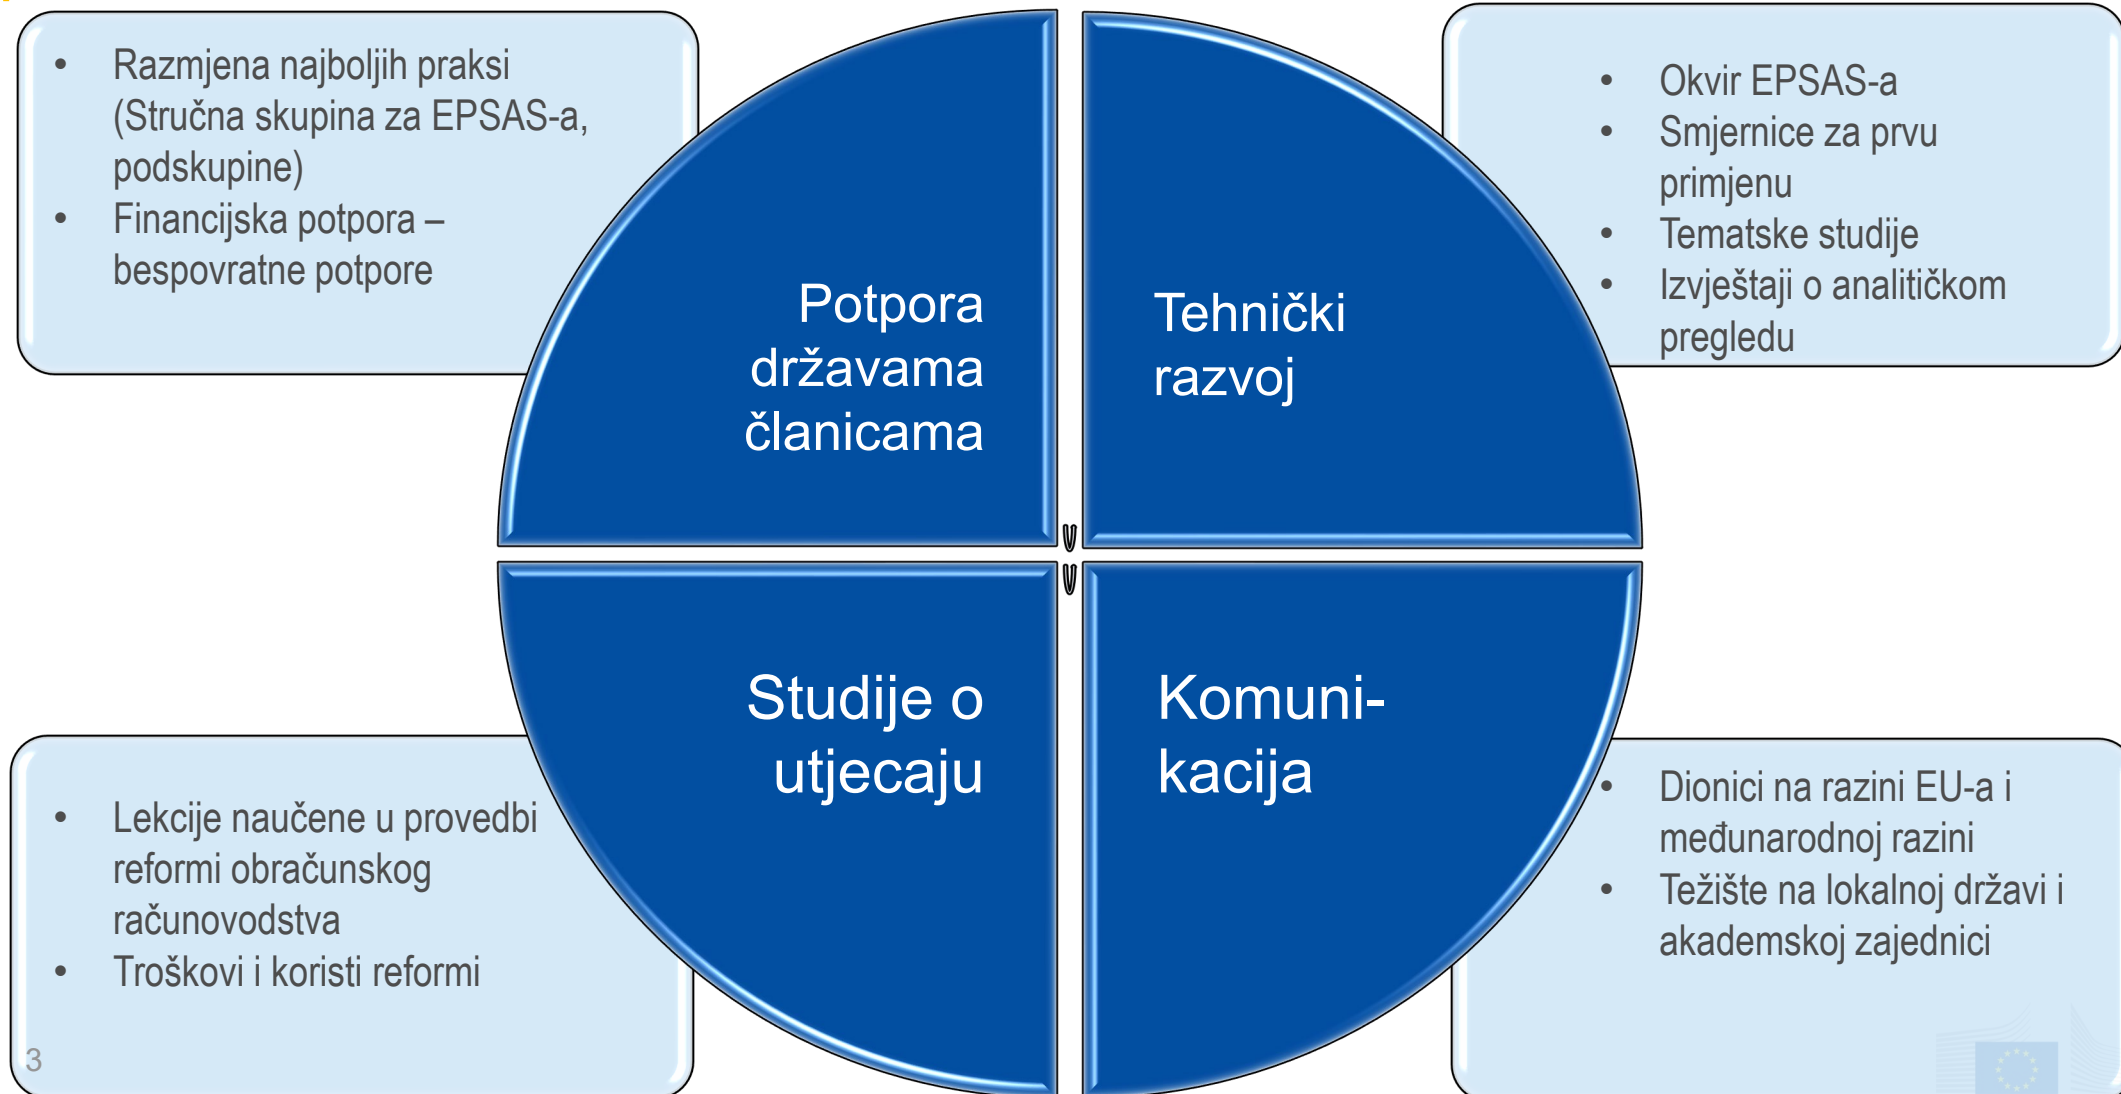 • Razmjena najboljih praksi
(Stručna skupina za EPSAS-a,
podskupine)
• Financijska potpora –
bespovratne potpore
• Okvir EPSAS-a
• Smjernice za prvu
primjenu
• Tematske studije
• Izvještaji o analitičkom
pregledu
Potpora
državama
članicama
Tehnički
razvoj
Studije o
utjecaju
Komuni-
kacija
• Lekcije naučene u provedbi
reformi obračunskog
računovodstva
• Troškovi i koristi reformi
• Dionici na razini EU-a i
međunarodnoj razini
• Težište na lokalnoj državi i
akademskoj zajednici
3